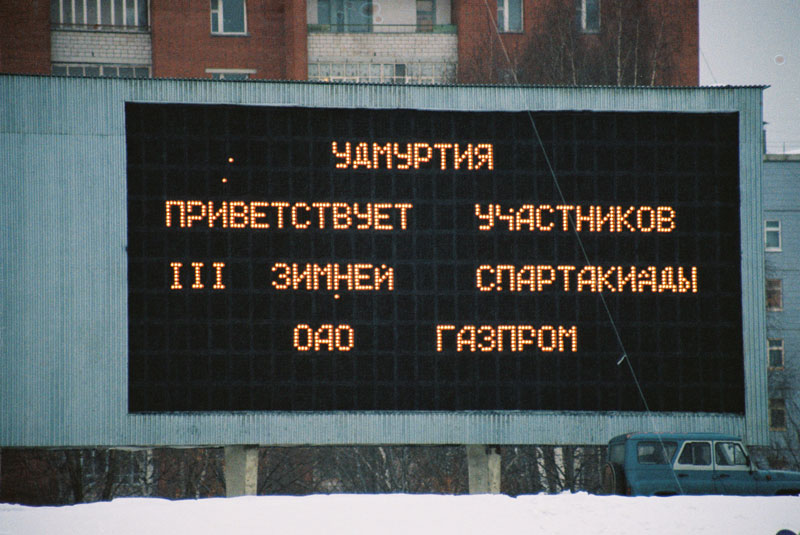 УДМУРТИЯ
ПРИВЕТСТВУЕТ УЧАСТНИКОВ
III ЗИМНЕЙ СПАРТАКИАДЫ
ОАО ГАЗПРОМ